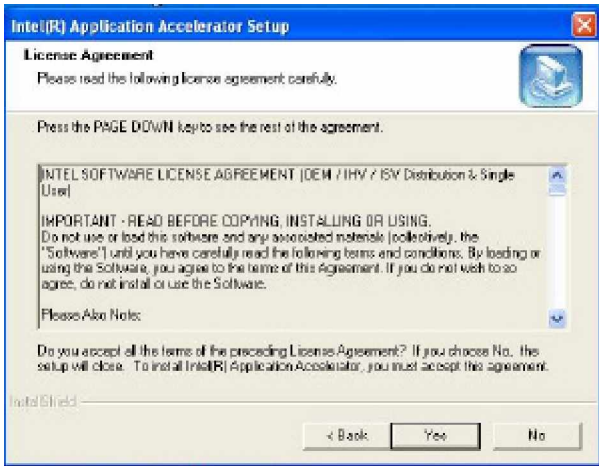 Intel(R) Application Accelerator Setup
License Agreement
Please read the following license agreement carefully.
Press the PAGE DOWN key to see the rest of the agreement.
INTEL SOFTWARE LICENSE AGREEMENT (OEM / IHV / ISV Distribution & Single
User)
IMPORTANT - READ BEFORE COPYING, INSTALLING OR USING.
Do not use or load this software and any associated materials (collectively, the
"Software") until you have carefully read the following terms and conditions. By loading or
using the Software, you agree to the terms of this Agreement. If you do not wish to so
agree, do not install or use the Software.
Please Also Note:
Do you accept all the terms of the preceding License Agreement? If you choose No, the
setup will close. To install Intel(R) Application Accelerator, you must accept this agreement.
InstallShield
< Back
Yes
No